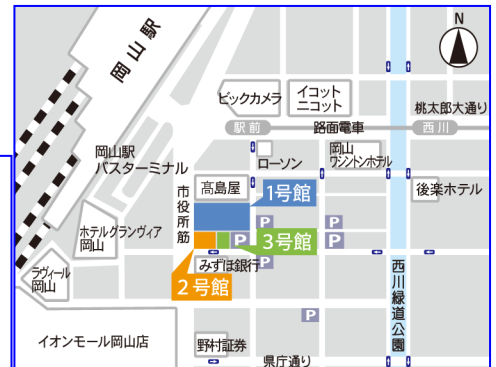 N
岡山駅
ビックカメラ
イコット
ニコット
桃太郎大通り
駅前
路面電車
西川
岡山駅
バスターミナル
ローソン
岡山
ワシントンホテル
市役所筋
髙島屋
1号館
後楽ホテル
P
P
ホテルグランヴィア
岡山
P
3号館
P
みずほ銀行
P
2号館
ラヴィール
岡山
西川緑道公園
P
イオンモール岡山店
野村証券
県庁通り